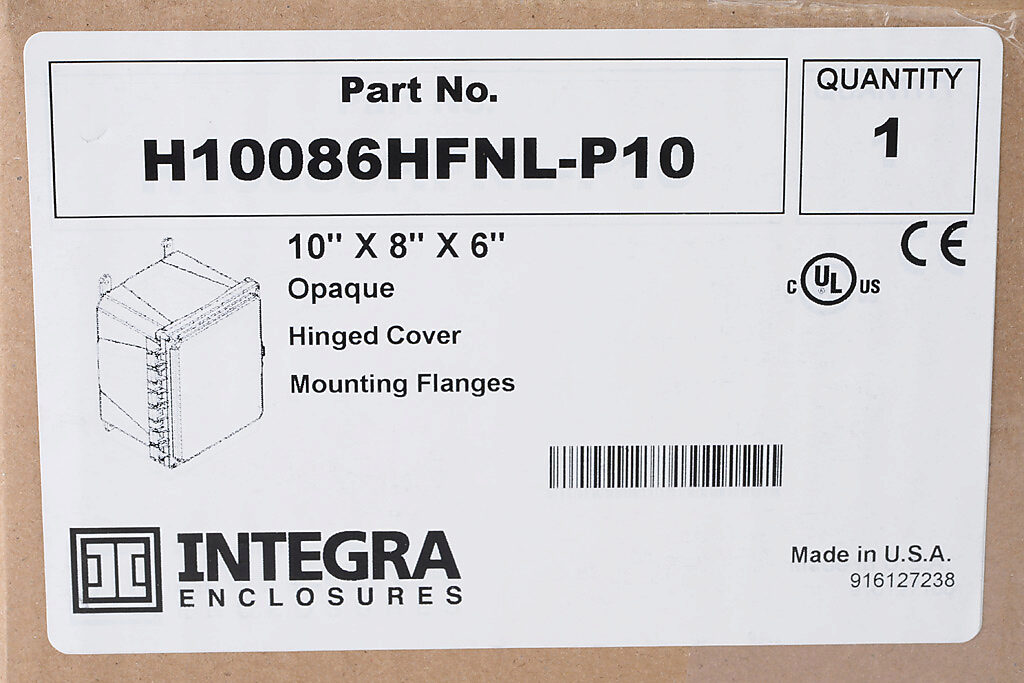 Part No.
H10086HFNL-P10
QUANTITY
1
10" X 8" X 6"
Opaque
Hinged Cover
Mounting Flanges
CE
C UL US
INTEGRA
ENCLOSURES
Made in U.S.A.
916127238